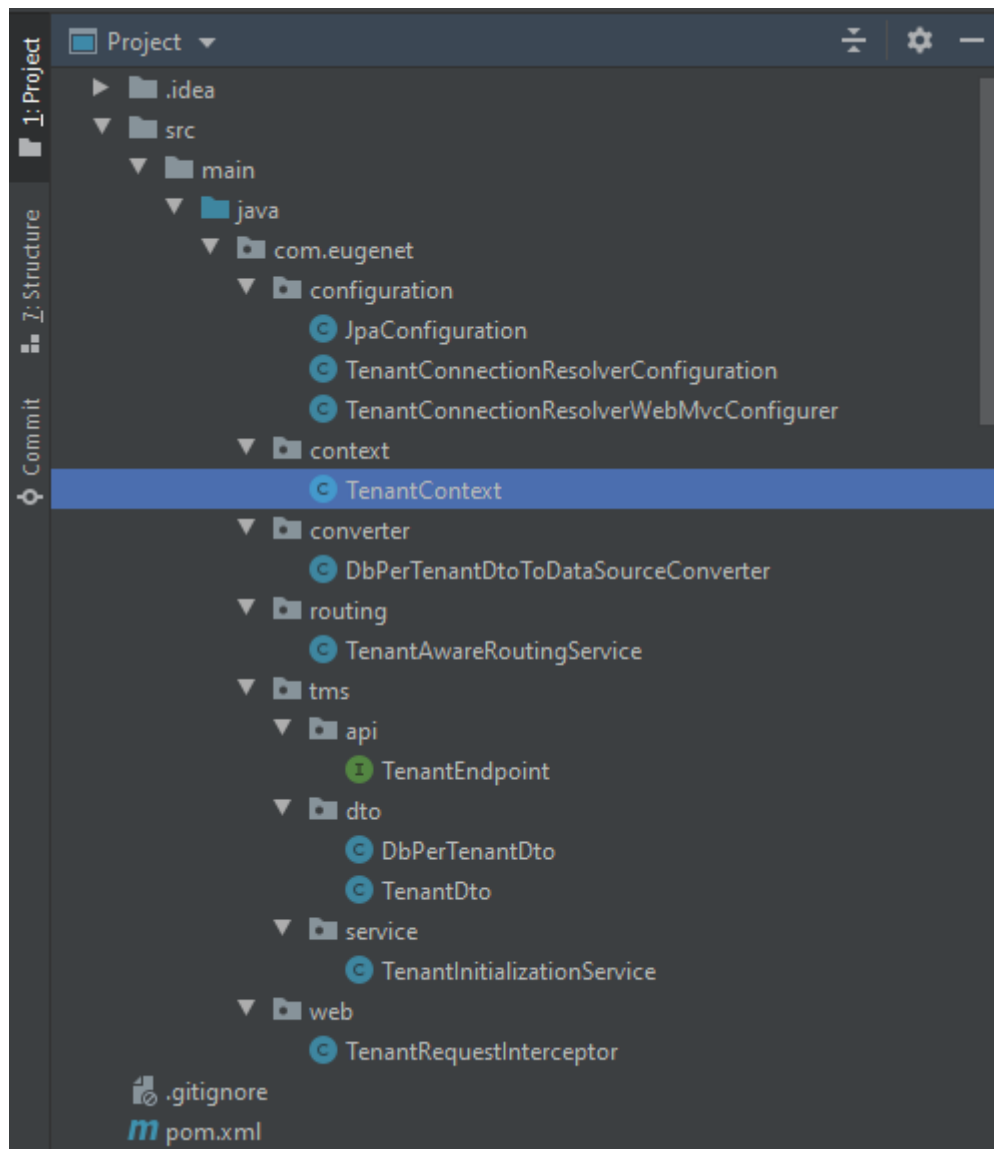 Project
1: Project
7: Structure
Commit
.idea
src
main
java
com.eugenet
configuration
JpaConfiguration
TenantConnectionResolverConfiguration
TenantConnectionResolverWebMvcConfigurer
context
TenantContext
converter
DbPerTenantDtoToDataSourceConverter
routing
TenantAwareRoutingService
tms
api
TenantEndpoint
dto
DbPerTenantDto
TenantDto
service
TenantInitializationService
web
TenantRequestInterceptor
.gitignore
pom.xml